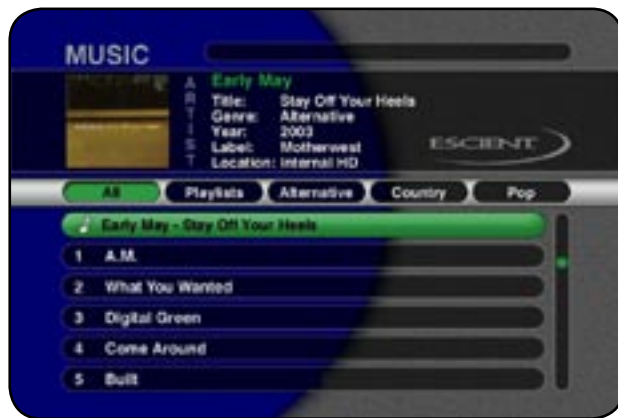 MUSIC
ARTIST
Early May
Title: Stay Off Your Heels
Genre: Alternative
Year: 2003
Label: Motherwest
Location: Internal HD
ESCIENT
All Playlists Alternative Country Pop
Early May - Stay Off Your Heels
1 A.M.
2 What You Wanted
3 Digital Green
4 Come Around
5 Built